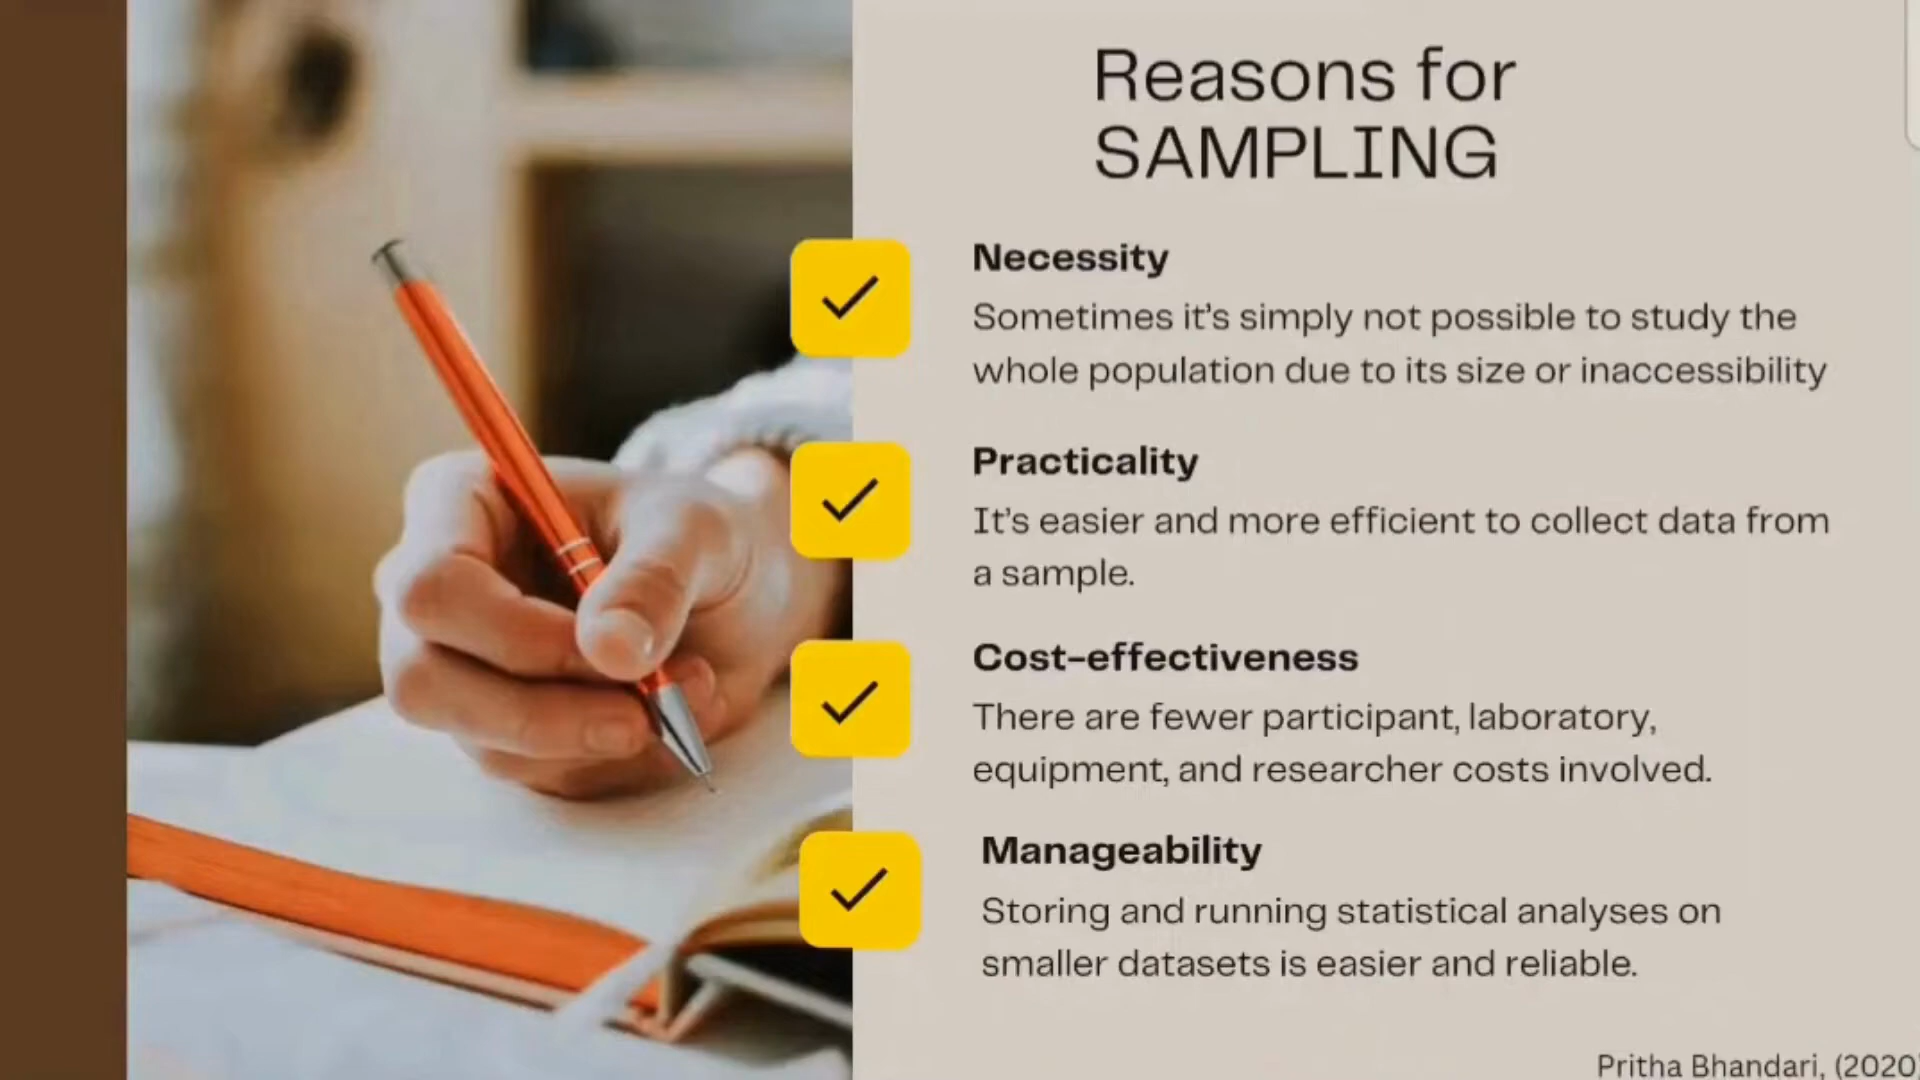 Reasons for
SAMPLING
Necessity
Sometimes it's simply not possible to study the
whole population due to its size or inaccessibility
Practicality
It's easier and more efficient to collect data from
a sample.
Cost-effectiveness
There are fewer participant, laboratory,
equipment, and researcher costs involved.
Manageability
Storing and running statistical analyses on
smaller datasets is easier and reliable.
Pritha Bhandari, (2020)